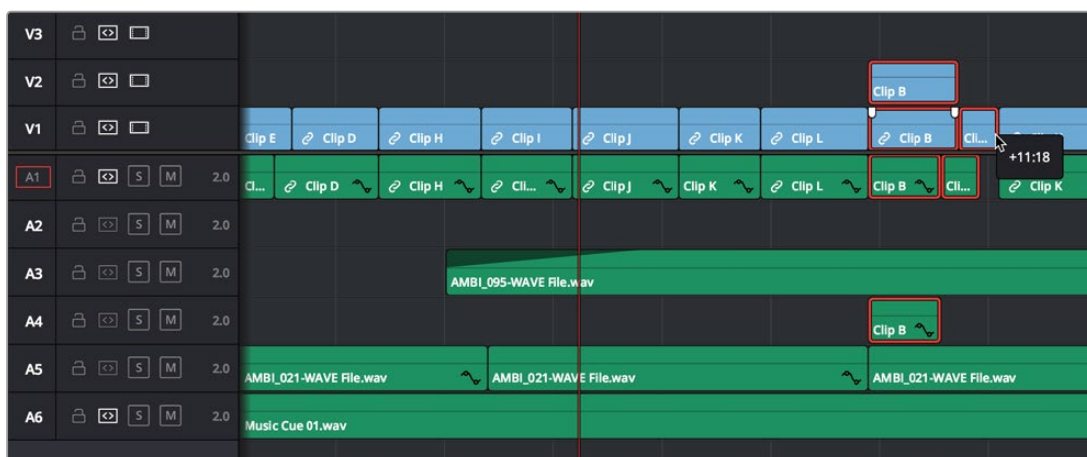 V3
V2
Clip B
V1
Clip E Clip D Clip H Clip I Clip J Clip K Clip L Clip B Cli...
+11:18
A1 S M 2.0 Cl... Clip D Clip H Cli... Clip J Clip K Clip L Clip B Cli... Clip K
A2 S M 2.0
A3 S M 2.0
AMBI_095-WAVE File.wav
A4 S M 2.0
Clip B
A5 S M 2.0
AMBI_021-WAVE File.wav AMBI_021-WAVE File.wav AMBI_021-WAVE File.wav
A6 S M 2.0
Music Cue 01.wav